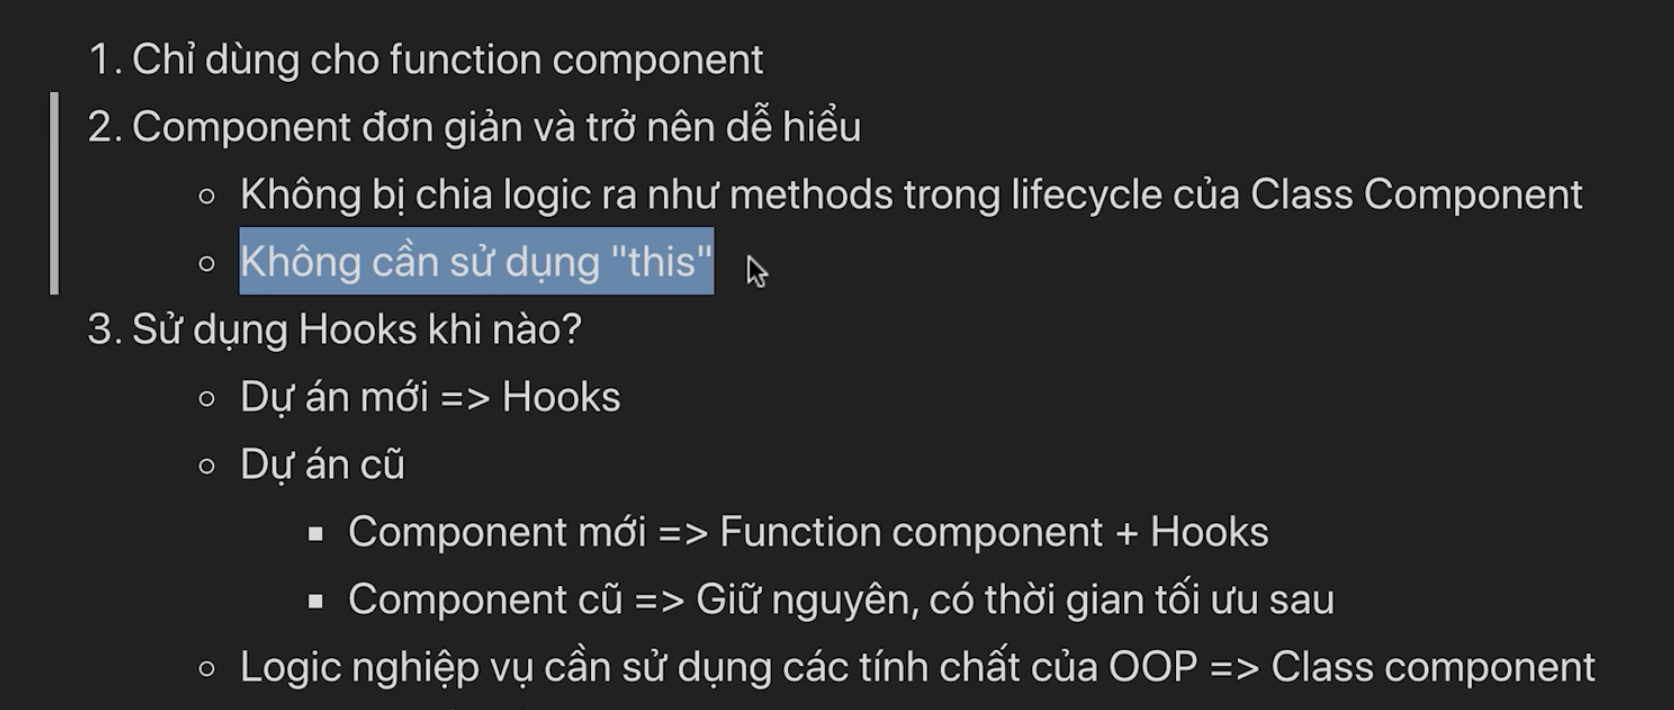 1. Chỉ dùng cho function component
2. Component đơn giản và trở nên dễ hiểu
○ Không bị chia logic ra như methods trong lifecycle của Class Component
○ Không cần sử dụng "this"
3. Sử dụng Hooks khi nào?
○ Dự án mới => Hooks
○ Dự án cũ
▪ Component mới => Function component + Hooks
▪ Component cũ => Giữ nguyên, có thời gian tối ưu sau
○ Logic nghiệp vụ cần sử dụng các tính chất của OOP => Class component